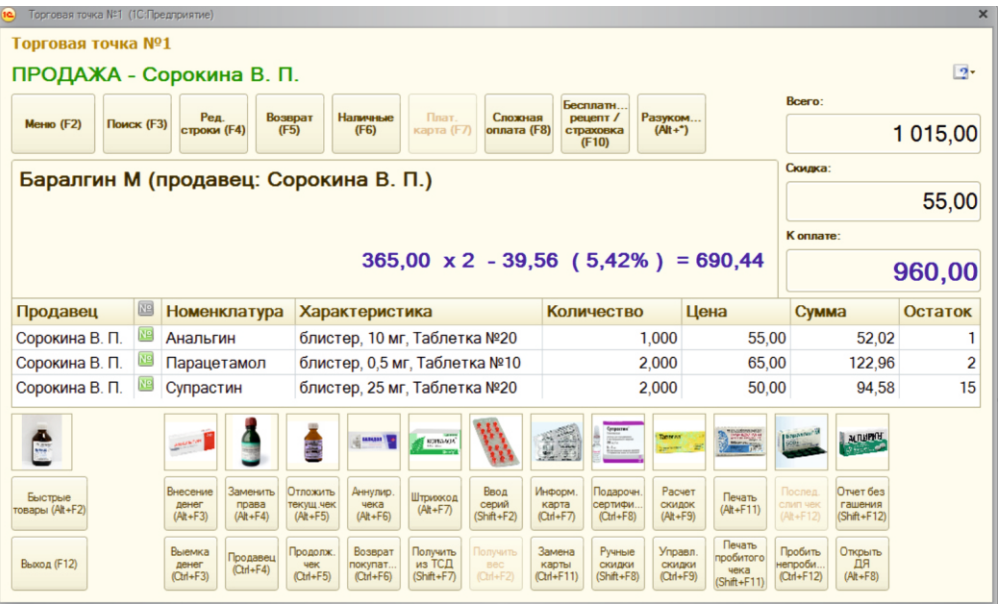 Торговая точка №1 (1С:Предприятие)
Торговая точка №1
ПРОДАЖА - Сорокина В. П.
Меню (F2)
Поиск (F3)
Ред.
строки (F4)
Возврат
(F5)
Наличные
(F6)
Плат.
карта (F7)
Сложная
оплата (F8)
Бесплатн...
рецепт /
страховка
(F10)
Разуком...
(Alt+*)
Всего:
1 015,00
Баралгин М (продавец: Сорокина В. П.)
Скидка:
55,00
К оплате:
365,00 x 2 - 39,56 ( 5,42% ) = 690,44
960,00
Продавец № Номенклатура Характеристика Количество Цена Сумма Остаток
Сорокина В. П. № Анальгин блистер, 10 мг, Таблетка №20 1,000 55,00 52,02 1
Сорокина В. П. № Парацетамол блистер, 0,5 мг, Таблетка №10 2,000 65,00 122,96 2
Сорокина В. П. № Супрастин блистер, 25 мг, Таблетка №20 2,000 50,00 94,58 15
Быстрые
товары (Alt+F2)
Внесение
денег
(Alt+F3)
Заменить
права
(Alt+F4)
Отложить
текущ.чек
(Alt+F5)
Аннулир.
чека
(Alt+F6)
Штрихкод
(Alt+F7)
Ввод
серий
(Shift+F2)
Информ.
карта
(Ctrl+F7)
Подарочн.
сертифи...
(Ctrl+F8)
Расчет
скидок
(Alt+F9)
Печать
(Alt+F11)
Послед.
слип чек
(Alt+F12)
Отчет без
гашения
(Shift+F12)
Выход (F12)
Выемка
денег
(Ctrl+F3)
Продавец
(Ctrl+F4)
Продолж.
чек
(Ctrl+F5)
Возврат
покупат...
(Ctrl+F6)
Получить
из ТСД
(Shift+F7)
Получить
вес
(Ctrl+F2)
Замена
карты
(Ctrl+F11)
Ручные
скидки
(Shift+F8)
Управл.
скидки
(Ctrl+F9)
Печать
пробитого
чека
(Shift+F11)
Пробить
непроби...
(Ctrl+F12)
Открыть
ДЯ
(Alt+F8)